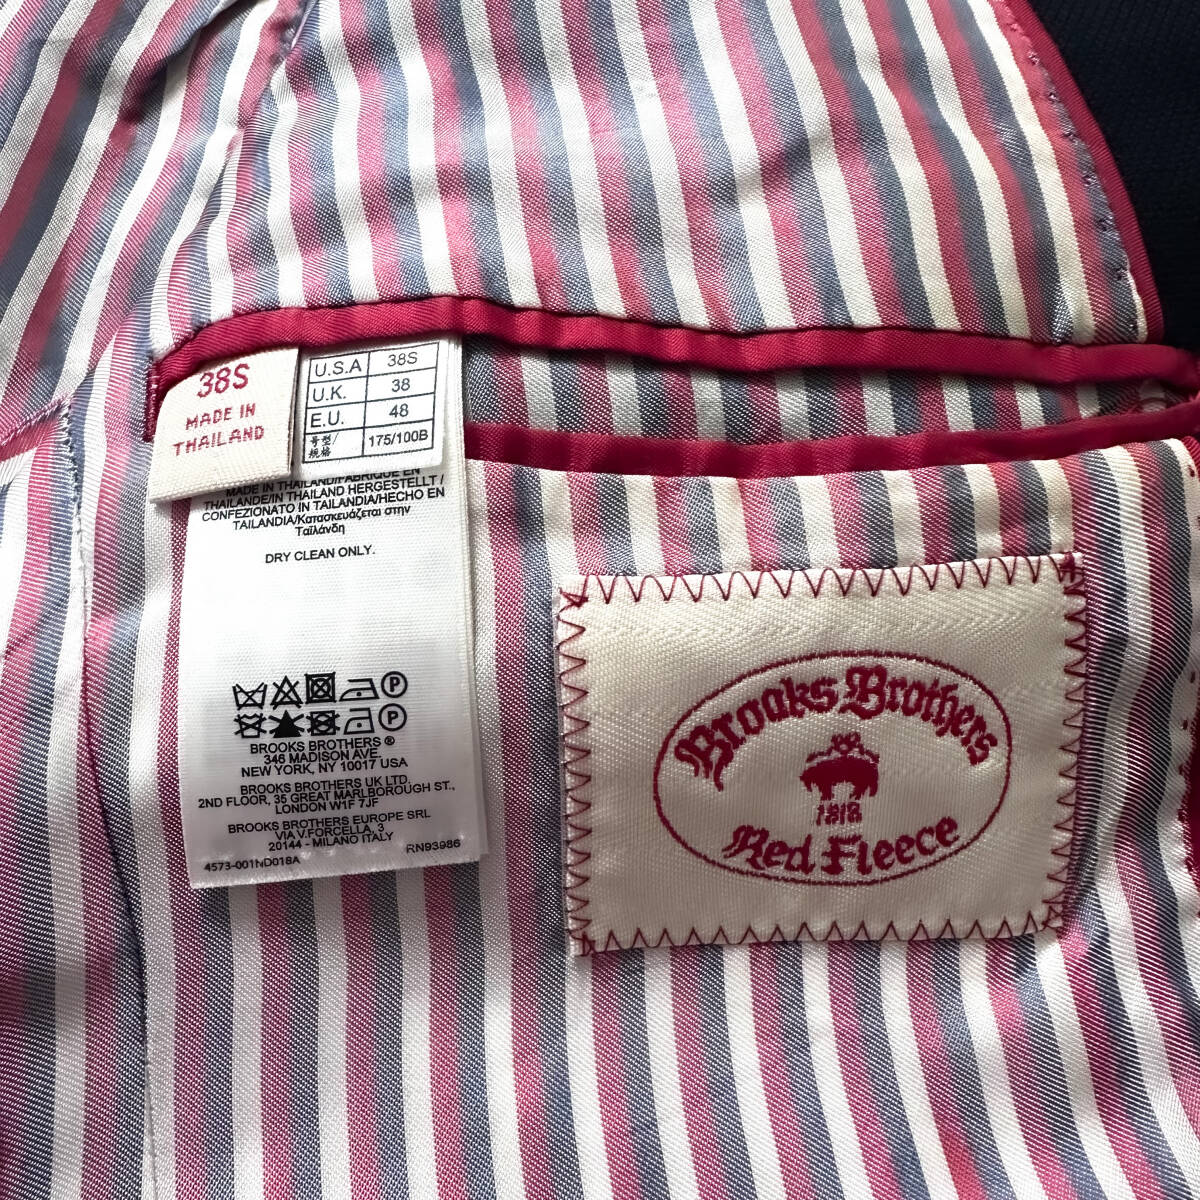 38S
MADE IN
THAILAND
U.S.A 38S
U.K. 38
E.U. 48
号型/规格 175/100B
MADE IN THAILAND/FABRIQUÉ EN
THAILANDE/IN THAILAND HERGESTELLT/
CONFEZIONATO IN TAILANDIA/HECHO EN
TAILANDIA/Κατασκευάζεται στην
Ταϊλάνδη
DRY CLEAN ONLY.
BROOKS BROTHERS ®
346 MADISON AVE
NEW YORK, NY 10017 USA
BROOKS BROTHERS UK LTD.
2ND FLOOR, 35 GREAT MARLBOROUGH ST.,
LONDON W1F 7JF
BROOKS BROTHERS EUROPE SRL
VIA V.FORCELLA, 3
20144 - MILANO ITALY
4573-001ND018A RN93986
Brooks Brothers
1818
Red Fleece